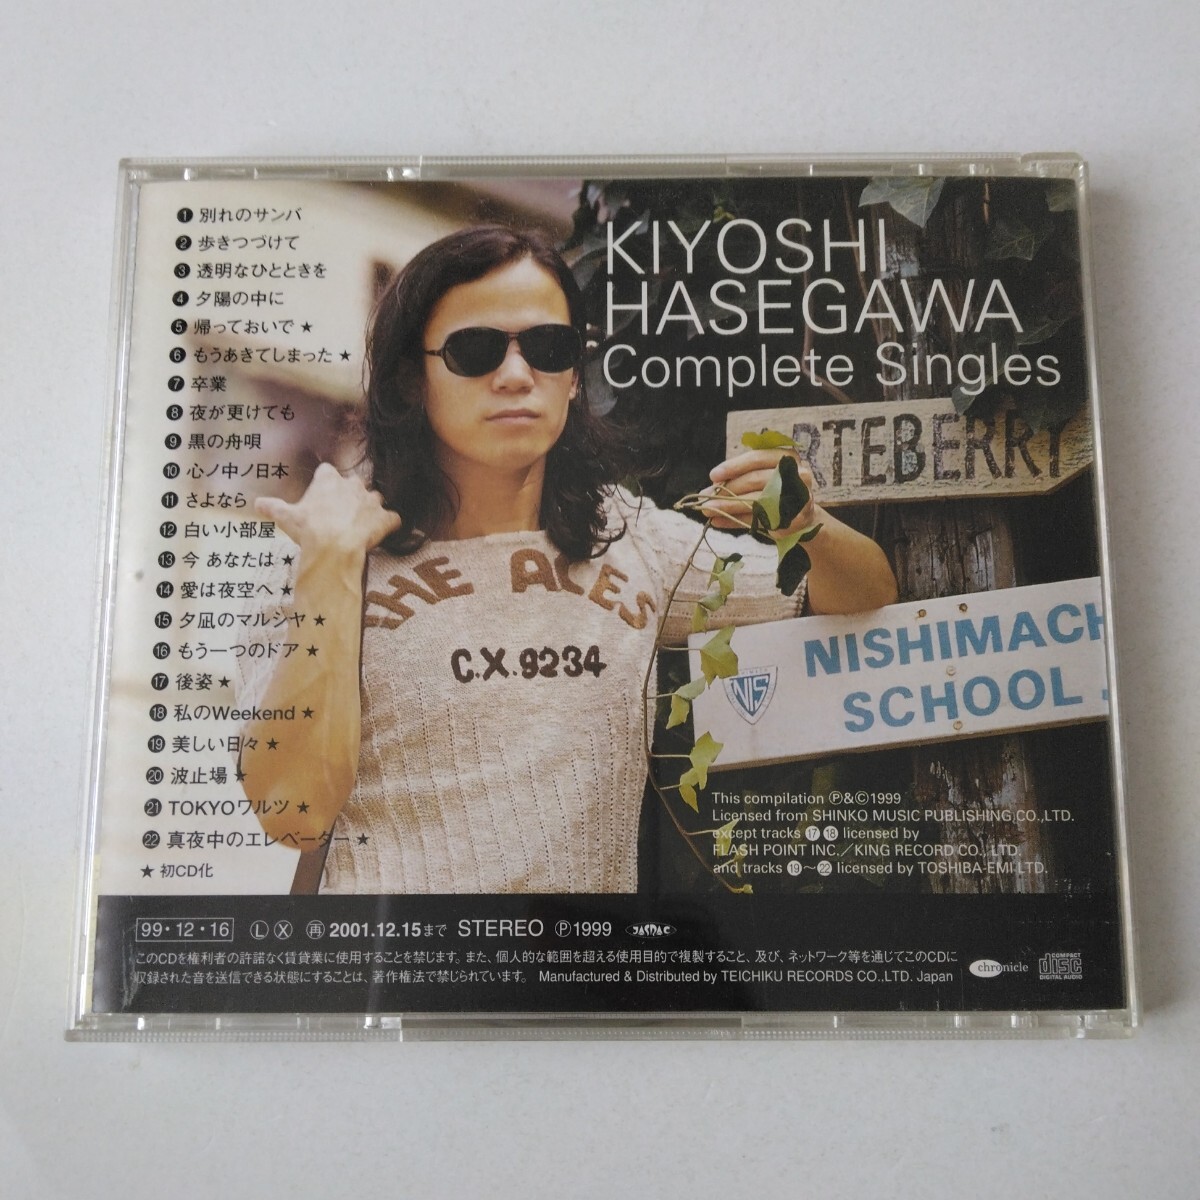 ❶ 別れのサンバ
❷ 歩きつづけて
❸ 透明なひとときを
❹ 夕陽の中に
❺ 帰っておいで ★
❻ もうあきてしまった ★
❼ 卒業
❽ 夜が更けても
❾ 黒の舟唄
❿ 心ノ中ノ日本
⓫ さよなら
⓬ 白い小部屋
⓭ 今 あなたは ★
⓮ 愛は夜空へ ★
⓯ 夕凪のマルシヤ ★
⓰ もう一つのドア ★
⓱ 後姿 ★
⓲ 私のWeekend ★
⓳ 美しい日々 ★
⓴ 波止場 ★
㉑ TOKYOワルツ ★
㉒ 真夜中のエレベーター ★
★ 初CD化
KIYOSHI
HASEGAWA
Complete Singles
ARTEBERRY
THE ACES
C.X.9234
NISHIMACH
SCHOOL
NIS
This compilation Ⓟ&©1999
Licensed from SHINKO MUSIC PUBLISHING CO.,LTD.
except tracks ⓱ ⓲ licensed by
FLASH POINT INC.／KING RECORD CO., LTD.
and tracks ⓳〜㉒ licensed by TOSHIBA-EMI LTD.
99・12・16 Ⓛ Ⓧ ㊢ 2001.12.15まで STEREO Ⓟ1999 JASRAC
このCDを権利者の許諾なく賃貸業に使用することを禁じます。また、個人的な範囲を超える使用目的で複製すること、及び、ネットワーク等を通じてこのCDに
収録された音を送信できる状態にすることは、著作権法で禁じられています。 Manufactured & Distributed by TEICHIKU RECORDS CO.,LTD. Japan
chronicle
COMPACT
disc
DIGITAL AUDIO